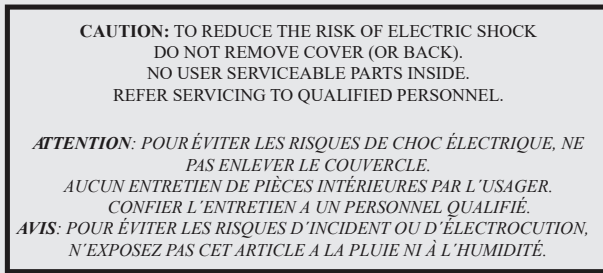 CAUTION: TO REDUCE THE RISK OF ELECTRIC SHOCK
DO NOT REMOVE COVER (OR BACK).
NO USER SERVICEABLE PARTS INSIDE.
REFER SERVICING TO QUALIFIED PERSONNEL.
ATTENTION: POUR ÉVITER LES RISQUES DE CHOC ÉLECTRIQUE, NE
PAS ENLEVER LE COUVERCLE.
AUCUN ENTRETIEN DE PIÈCES INTÉRIEURES PAR L´USAGER.
CONFIER L´ENTRETIEN A UN PERSONNEL QUALIFIÉ.
AVIS: POUR ÉVITER LES RISQUES D´INCIDENT OU D´ÉLECTROCUTION,
N´EXPOSEZ PAS CET ARTICLE A LA PLUIE NI À L´HUMIDITÉ.